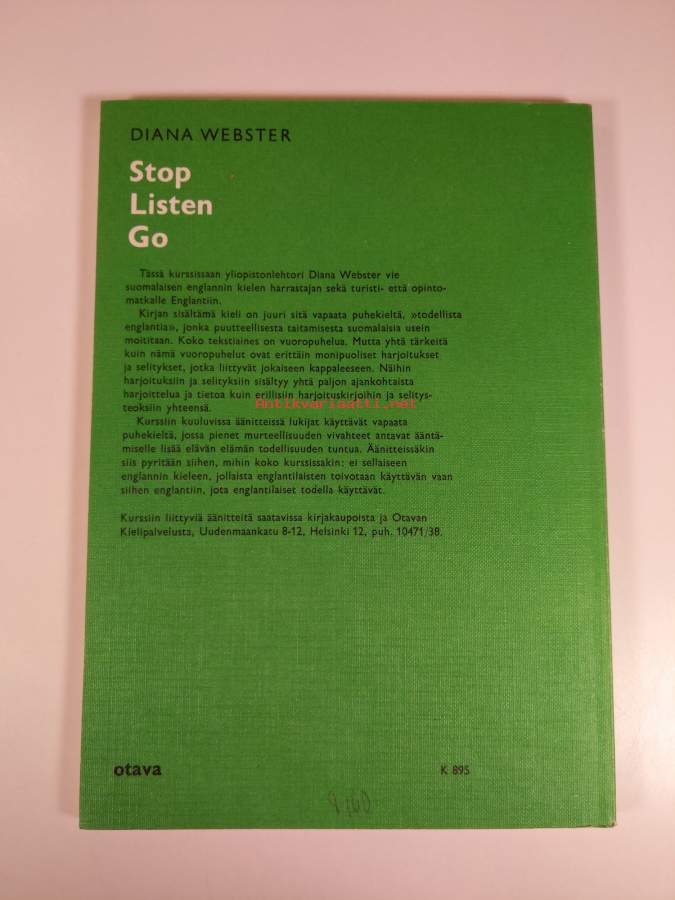 DIANA WEBSTER
Stop
Listen
Go
Tässä kurssissaan yliopistonlehtori Diana Webster vie
suomalaisen englannin kielen harrastajan sekä turisti- että opinto-
matkalle Englantiin.
Kirjan sisältämä kieli on juuri sitä vapaata puhekieltä, »todellista
englantia», jonka puutteellisesta taitamisesta suomalaisia usein
moititaan. Koko tekstiaines on vuoropuhelua. Mutta yhtä tärkeitä
kuin nämä vuoropuhelut ovat erittäin monipuoliset harjoitukset
ja selitykset, jotka liittyvät jokaiseen kappaleeseen. Näihin
harjoituksiin ja selityksiin sisältyy yhtä paljon ajankohtaista
harjoittelua ja tietoa kuin erillisiin harjoituskirjoihin ja selitys-
teoksiin yhteensä.
Antikvariaatti.net
Kurssiin kuuluvissa äänitteissä lukijat käyttävät vapaata
puhekieltä, jossa pienet murteellisuuden vivahteet antavat ääntä-
miselle lisää elävän elämän todellisuuden tuntua. Äänitteissäkin
siis pyritään siihen, mihin koko kurssissakin: ei sellaiseen
englannin kieleen, jollaista englantilaisten toivotaan käyttävän vaan
siihen englantiin, jota englantilaiset todella käyttävät.
Kurssiin liittyviä äänitteitä saatavissa kirjakaupoista ja Otavan
Kielipalvelusta, Uudenmaankatu 8-12, Helsinki 12, puh. 10471/38.
otava
K 895